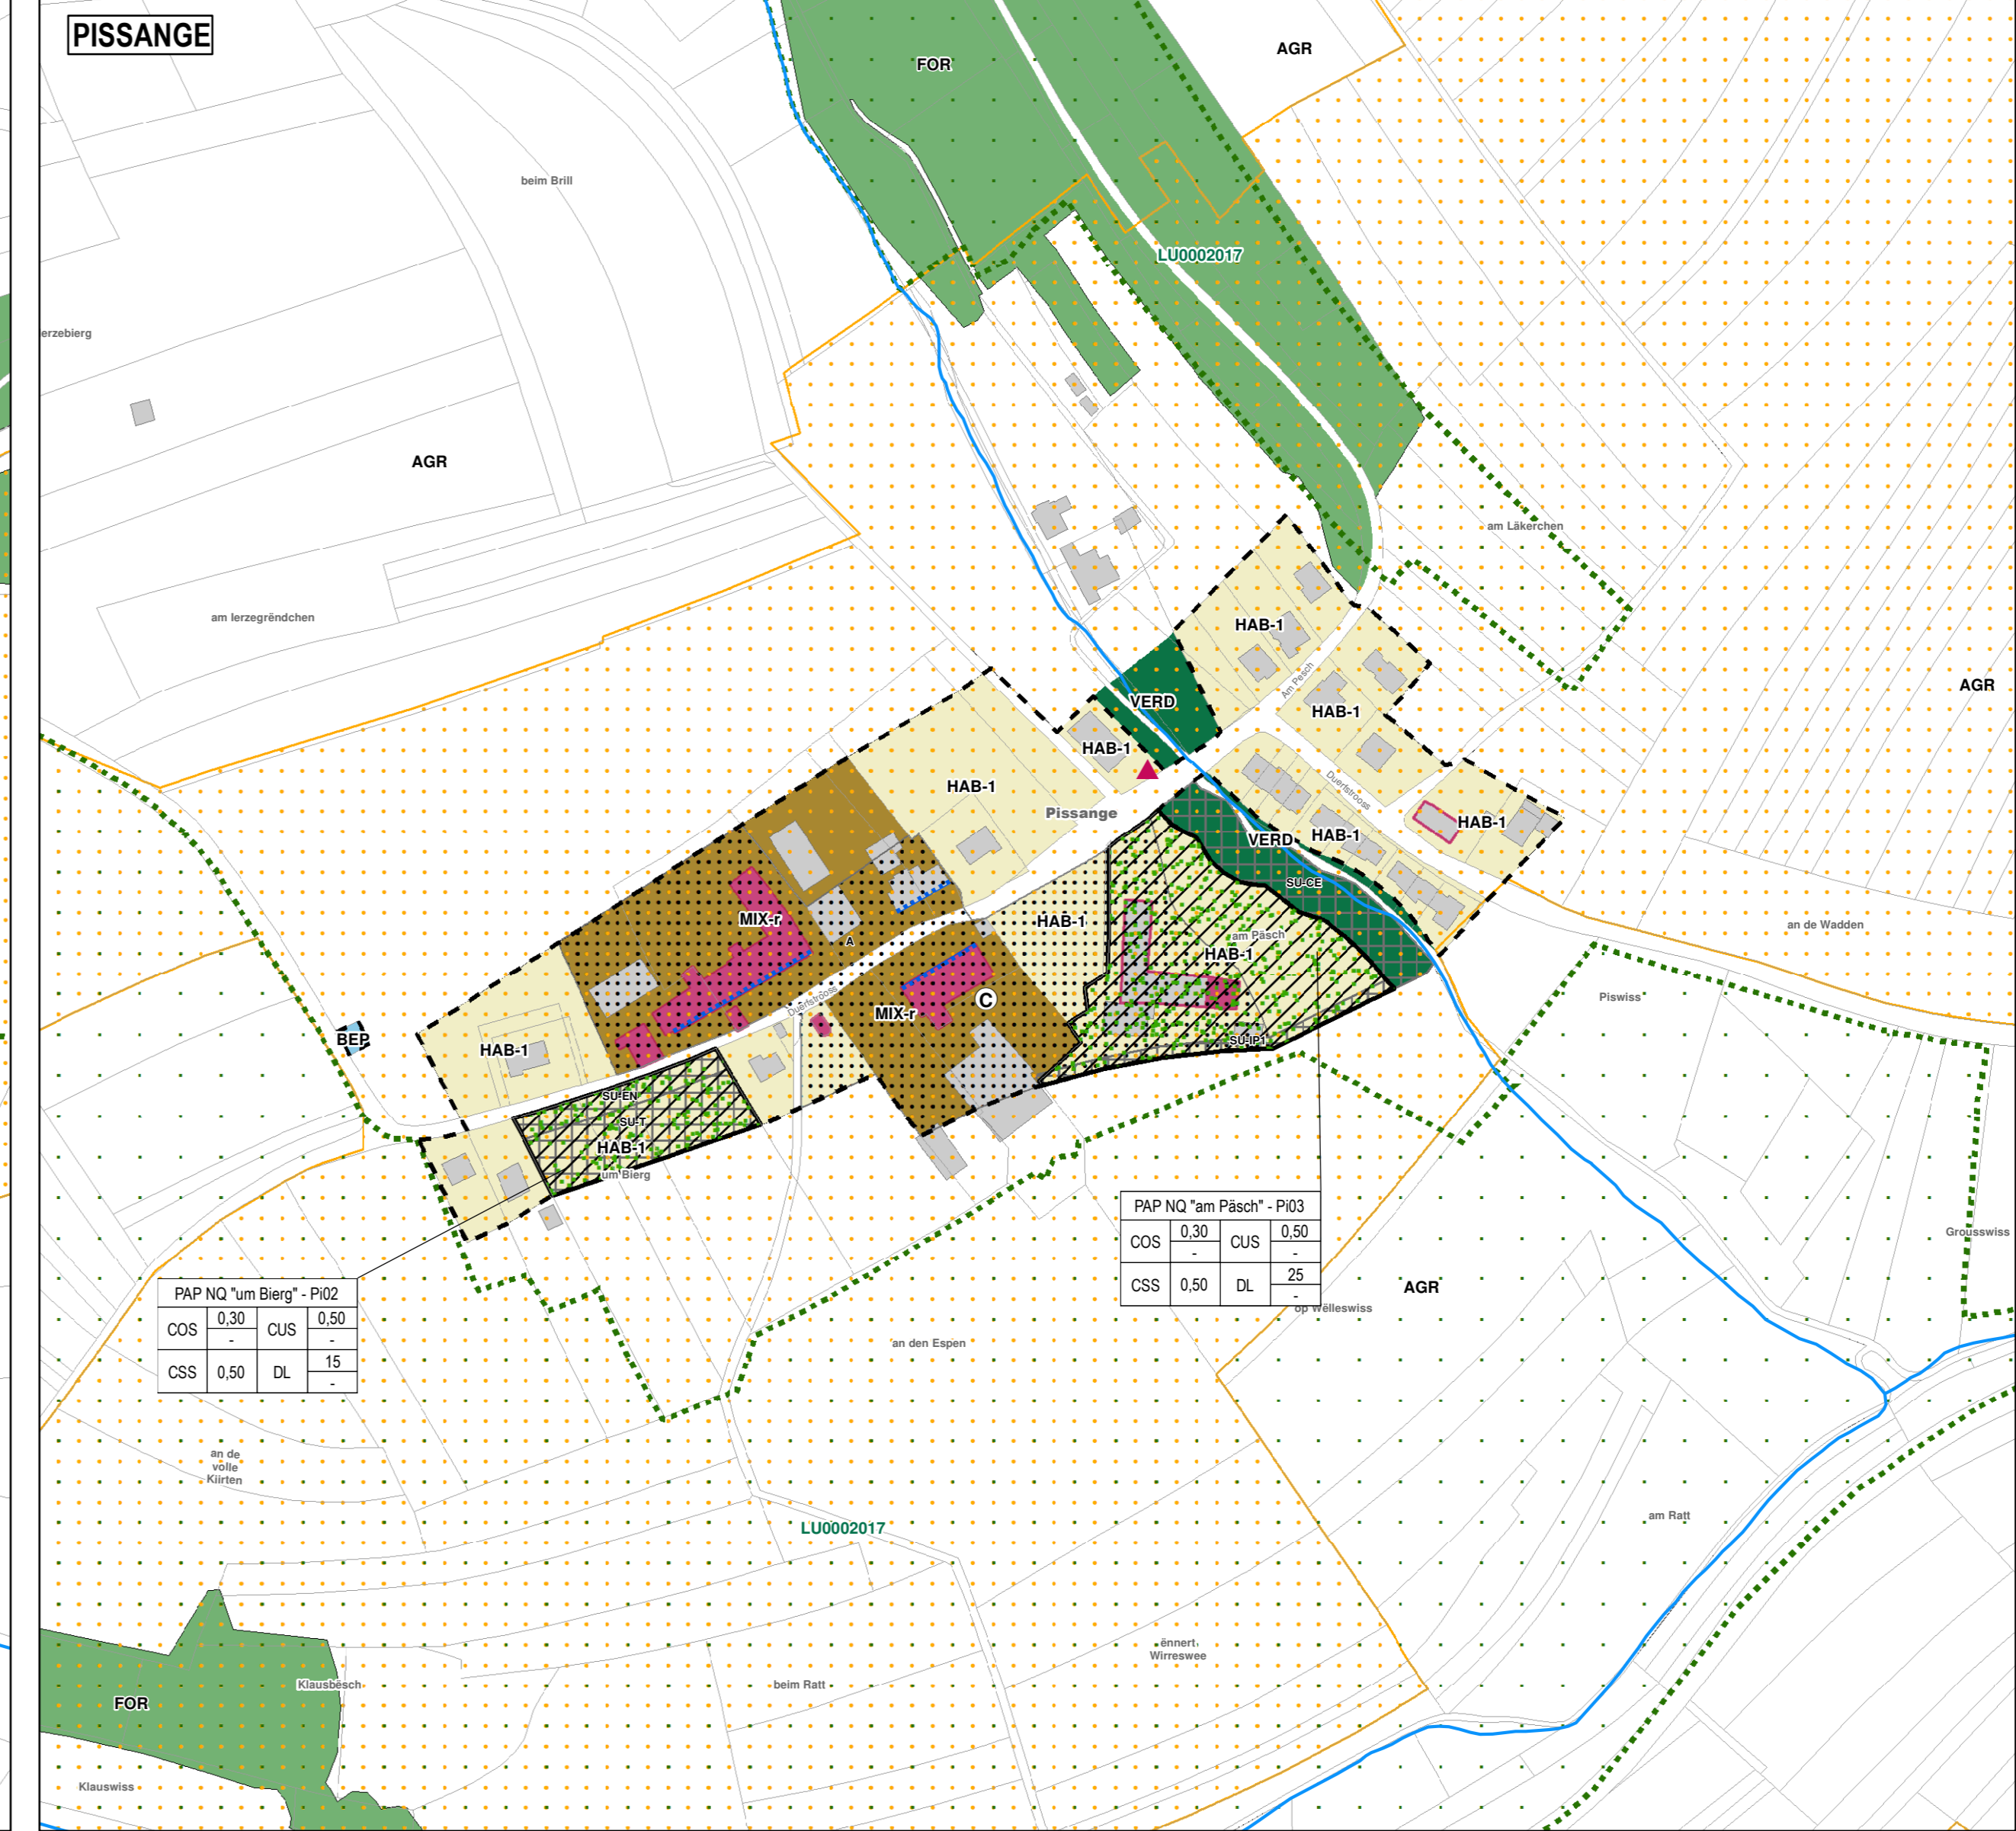 PISSANGE
FOR
AGR
beim Brill
LU0002017
erzebierg
AGR
am Läkerchen
am Ierzegrëndchen
HAB-1
Am Pesch
AGR
VERD
HAB-1
HAB-1
HAB-1
Duerfstrooss
Pissange
HAB-1
HAB-1
VERD
SU-CE
MIX-r
HAB-1
an de Wadden
A
am Päsch
HAB-1
Duerfstrooss
C
Piswiss
MIX-r
BEP
HAB-1
SU-IP1
SU-EN
SU-T
HAB-1
um Bierg
PAP NQ "am Päsch" - Pi03
COS 0,30 CUS 0,50
- -
CSS 0,50 DL 25
-
Grousswiss
AGR
op Wëlleswiss
PAP NQ "um Bierg" - Pi02
COS 0,30 CUS 0,50
- -
CSS 0,50 DL 15
-
an den Espen
an de
volle
Kiirten
LU0002017
am Ratt
ënnert
Wirreswee
Klausbësch
beim Ratt
FOR
Klauswiss